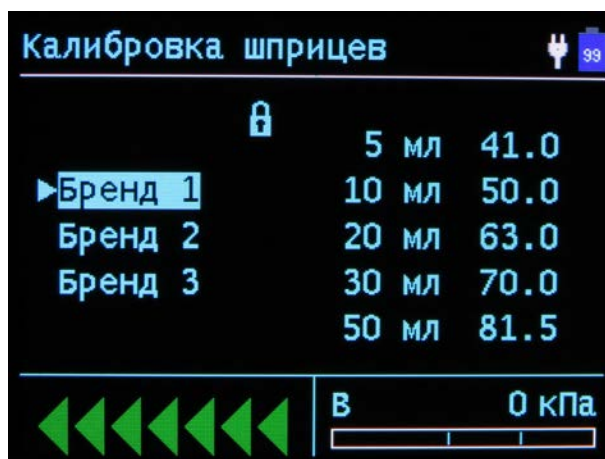 Калибровка шприцев
99
5 мл 41.0
Бренд 1 10 мл 50.0
Бренд 2 20 мл 63.0
Бренд 3 30 мл 70.0
50 мл 81.5
В 0 кПа